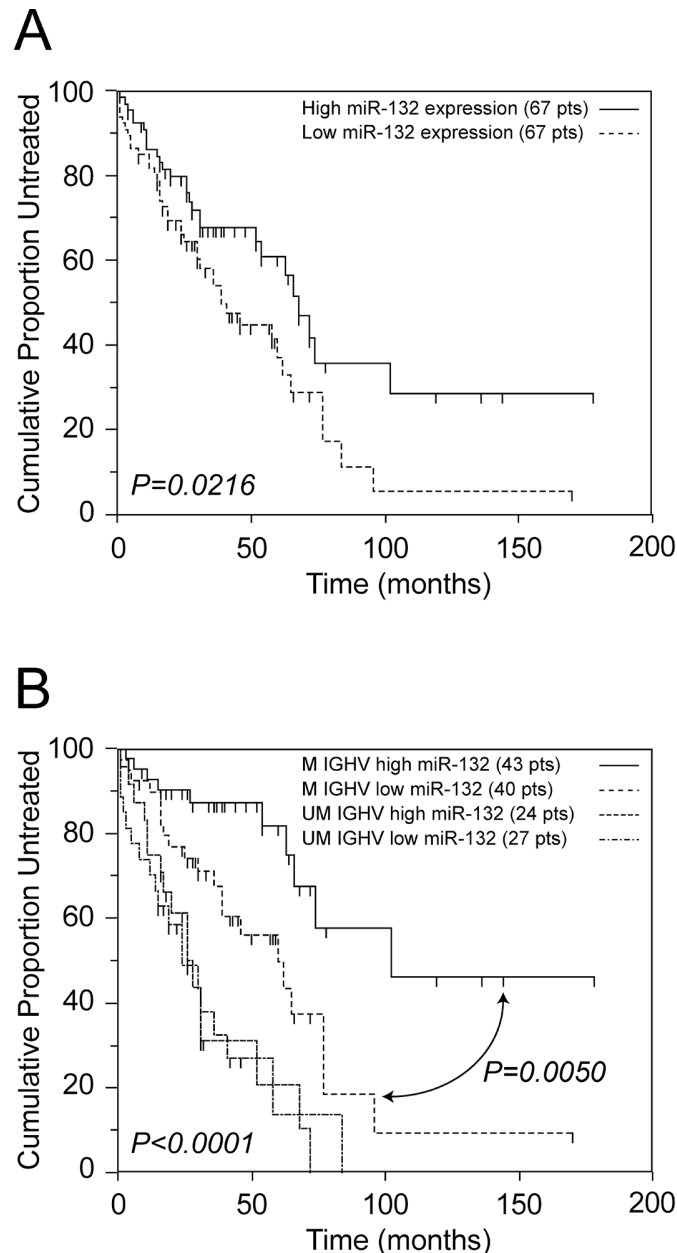 A
Cumulative Proportion Untreated
100
80
60
40
20
0
High miR-132 expression (67 pts)
Low miR-132 expression (67 pts)
P=0.0216
0 50 100 150 200
Time (months)
B
Cumulative Proportion Untreated
100
80
60
40
20
0
M IGHV high miR-132 (43 pts)
M IGHV low miR-132 (40 pts)
UM IGHV high miR-132 (24 pts)
UM IGHV low miR-132 (27 pts)
P=0.0050
P<0.0001
0 50 100 150 200
Time (months)